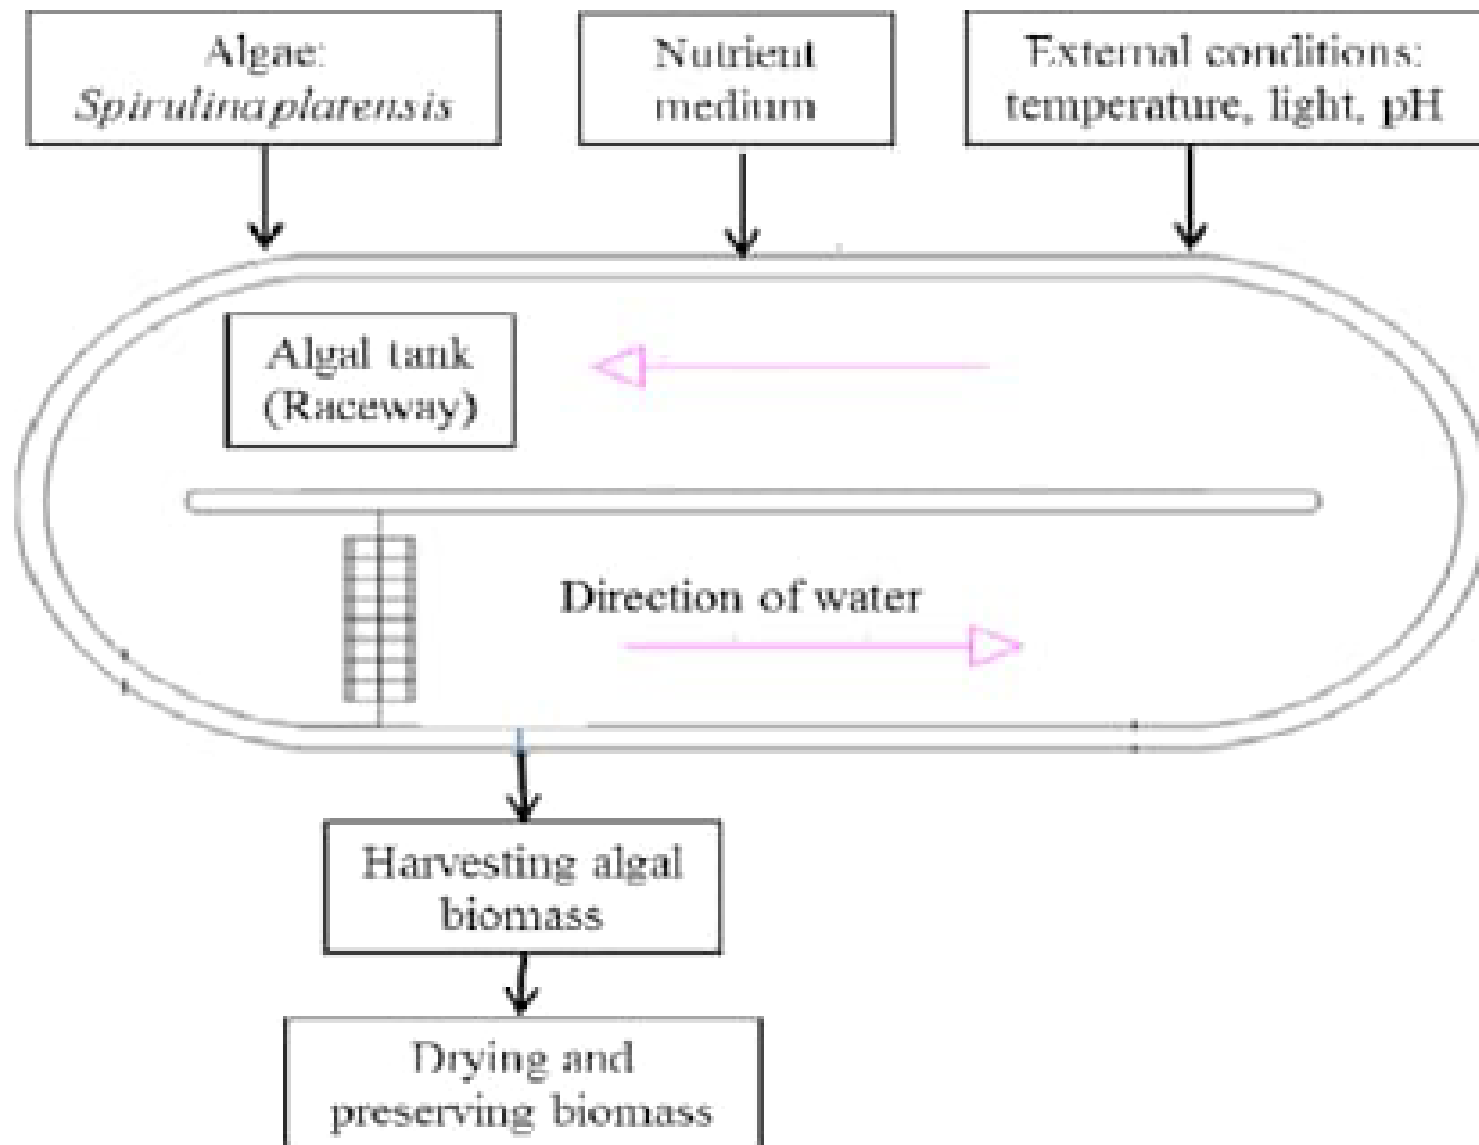 Algae:
Spirulina platensis
Nutrient
medium
External conditions:
temperature, light, pH
Algal tank
(Raceway)
Direction of water
Harvesting algal
biomass
Drying and
preserving biomass